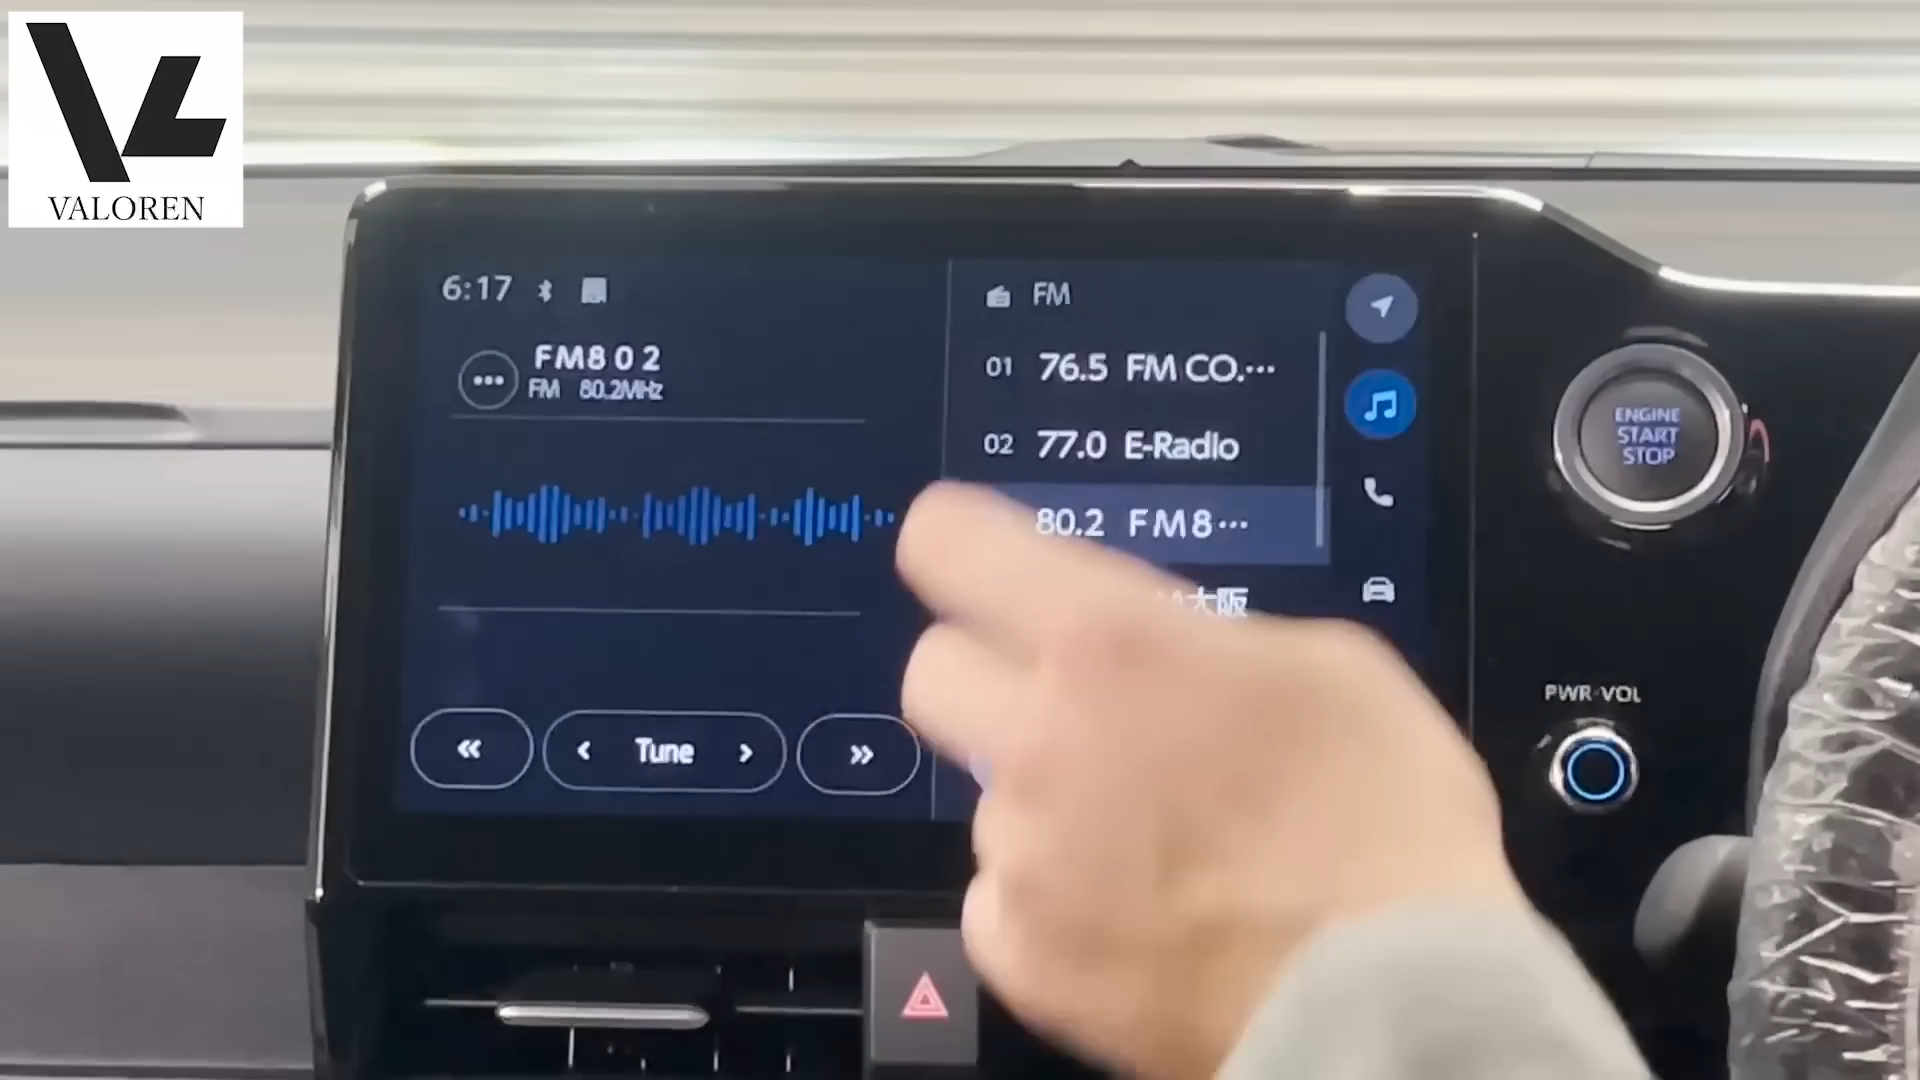 VALOREN
6:17
FM802
FM 80.2MHz
Tune
FM
01 76.5 FM CO.···
02 77.0 E-Radio
80.2 FM8···
大阪
ENGINE
START
STOP
PWR·VOL